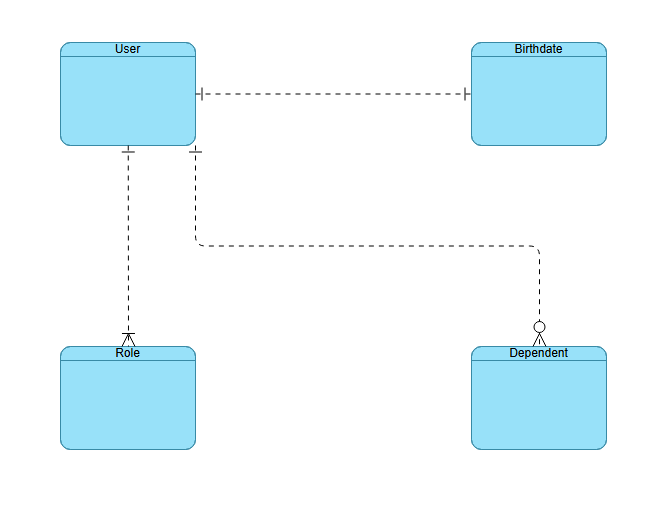 User
Birthdate
Role
Dependent